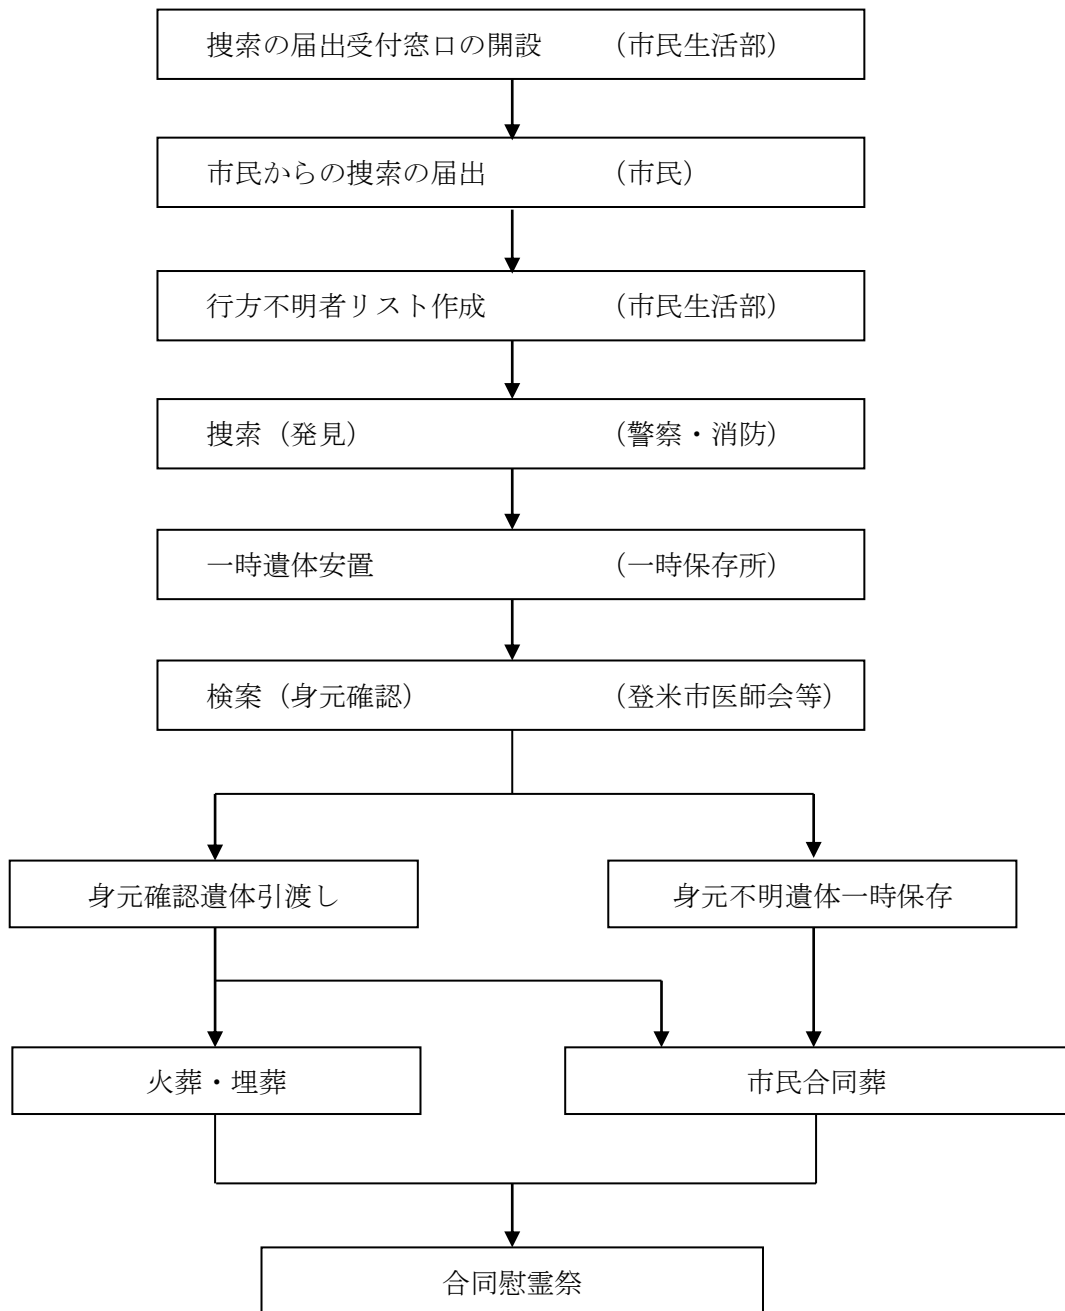 捜索の届出受付窓口の開設 （市民生活部）
市民からの捜索の届出 （市民）
行方不明者リスト作成 （市民生活部）
捜索（発見） （警察・消防）
一時遺体安置 （一時保存所）
検案（身元確認） （登米市医師会等）
身元確認遺体引渡し 身元不明遺体一時保存
火葬・埋葬 市民合同葬
合同慰霊祭